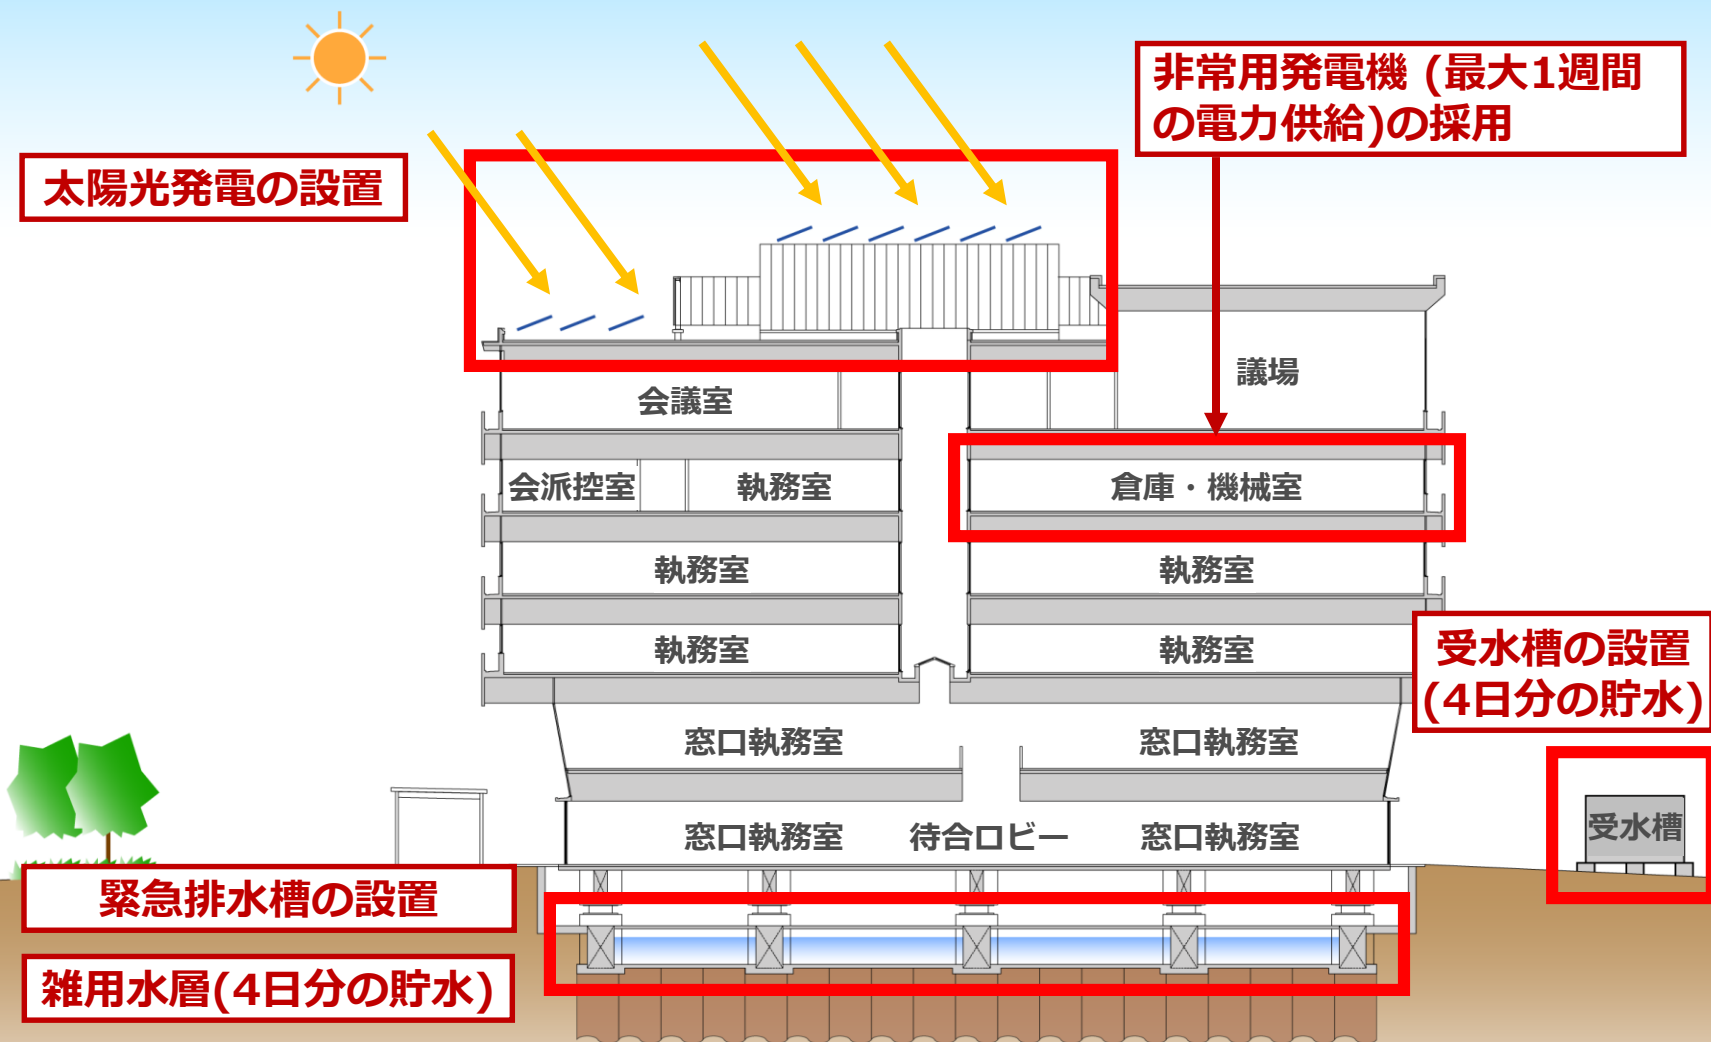 非常用発電機 (最大1週間
の電力供給)の採用
太陽光発電の設置
議場
会議室
会派控室
執務室
倉庫・機械室
執務室
執務室
執務室
執務室
受水槽の設置
(4日分の貯水)
窓口執務室
窓口執務室
窓口執務室
待合ロビー
窓口執務室
受水槽
緊急排水槽の設置
雑用水層(4日分の貯水)